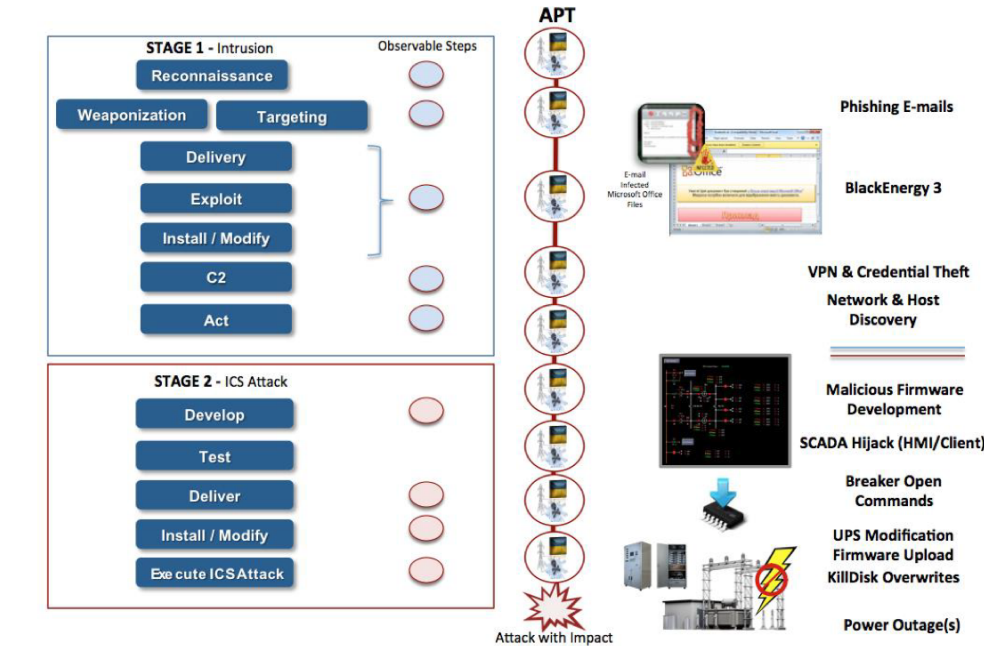 APT
STAGE 1 - Intrusion
Observable Steps
Reconnaissance
Weaponization
Targeting
Delivery
Exploit
Install / Modify
C2
Act
STAGE 2 - ICS Attack
Develop
Test
Deliver
Install / Modify
Execute ICS Attack
Attack with Impact
E-mail
Infected
Microsoft Office
Files
INFECTED
Office
Phishing E-mails
BlackEnergy 3
VPN & Credential Theft
Network & Host
Discovery
Malicious Firmware
Development
SCADA Hijack (HMI/Client)
Breaker Open
Commands
UPS Modification
Firmware Upload
KillDisk Overwrites
Power Outage(s)